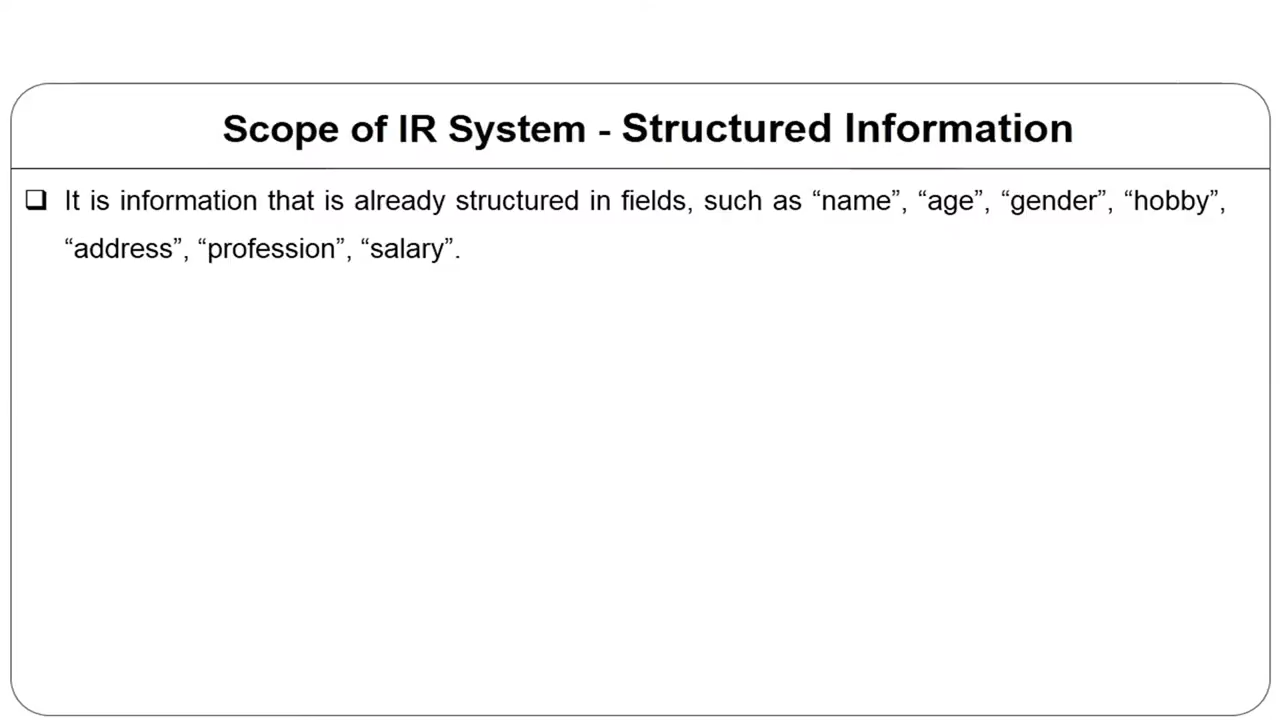 Scope of IR System - Structured Information
❑ It is information that is already structured in fields, such as “name”, “age”, “gender”, “hobby”,
“address”, “profession”, “salary”.